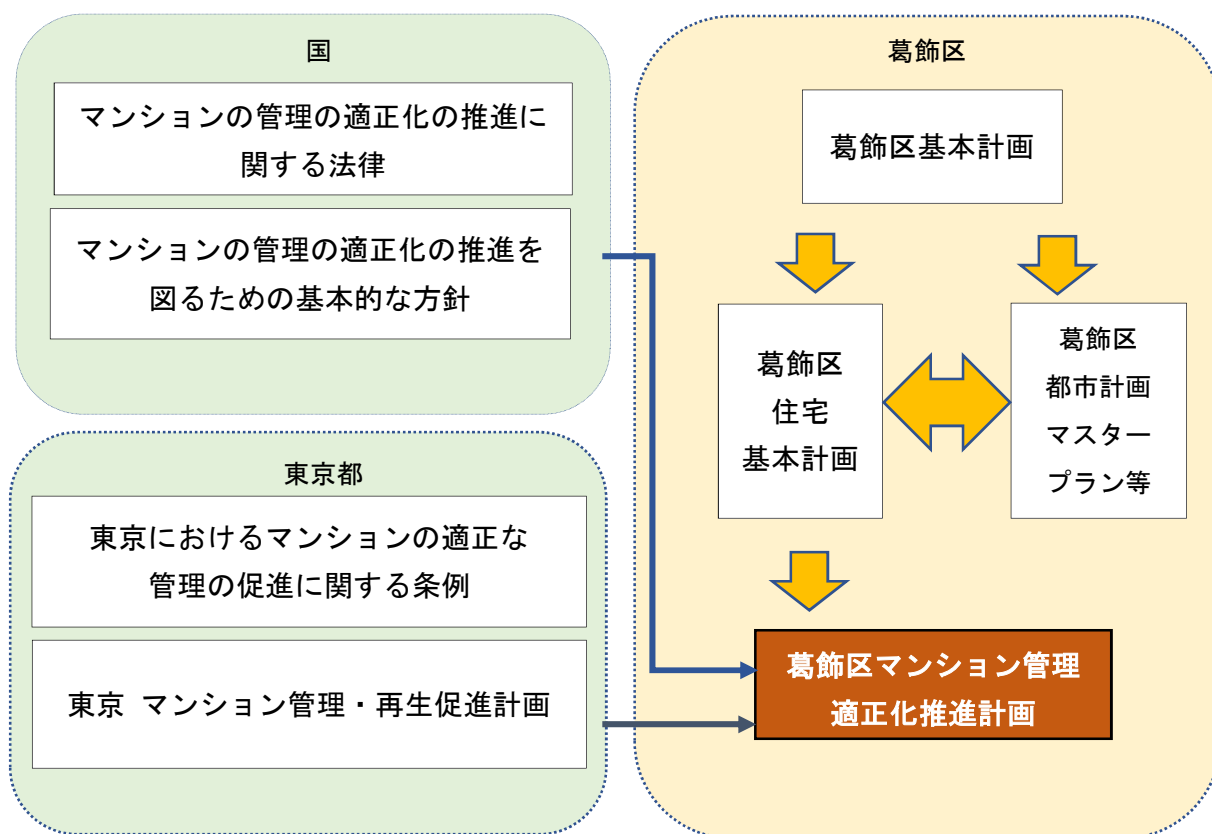 国
マンションの管理の適正化の推進に
関する法律
マンションの管理の適正化の推進を
図るための基本的な方針
東京都
東京におけるマンションの適正な
管理の促進に関する条例
東京 マンション管理・再生促進計画
葛飾区
葛飾区基本計画
葛飾区
住宅
基本計画
葛飾区
都市計画
マスター
プラン等
葛飾区マンション管理
適正化推進計画